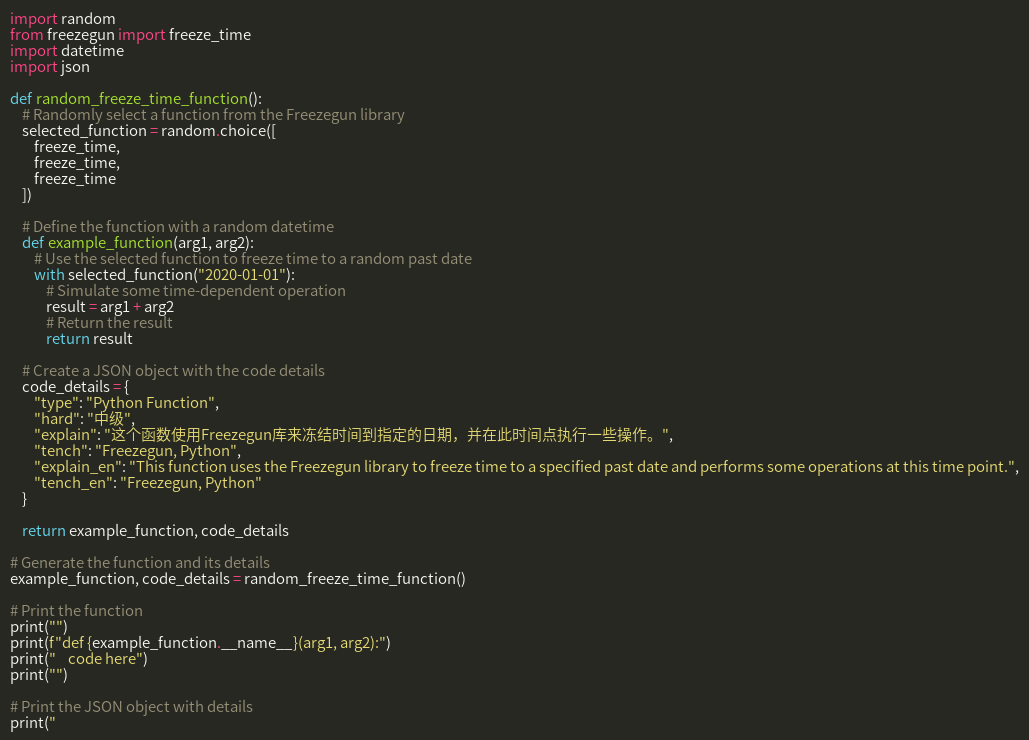 import random
from freezegun import freeze_time
import datetime
import json

def random_freeze_time_function():
    # Randomly select a function from the Freezegun library
    selected_function = random.choice([
        freeze_time,
        freeze_time,
        freeze_time
    ])

    # Define the function with a random datetime
    def example_function(arg1, arg2):
        # Use the selected function to freeze time to a random past date
        with selected_function("2020-01-01"):
            # Simulate some time-dependent operation
            result = arg1 + arg2
            # Return the result
            return result

    # Create a JSON object with the code details
    code_details = {
        "type": "Python Function",
        "hard": "中级",
        "explain": "这个函数使用Freezegun库来冻结时间到指定的日期，并在此时间点执行一些操作。",
        "tench": "Freezegun, Python",
        "explain_en": "This function uses the Freezegun library to freeze time to a specified past date and performs some operations at this time point.",
        "tench_en": "Freezegun, Python"
    }

    return example_function, code_details

# Generate the function and its details
example_function, code_details = random_freeze_time_function()

# Print the function
print("")
print(f"def {example_function.__name__}(arg1, arg2):")
print("    code here")
print("")

# Print the JSON object with details
print("